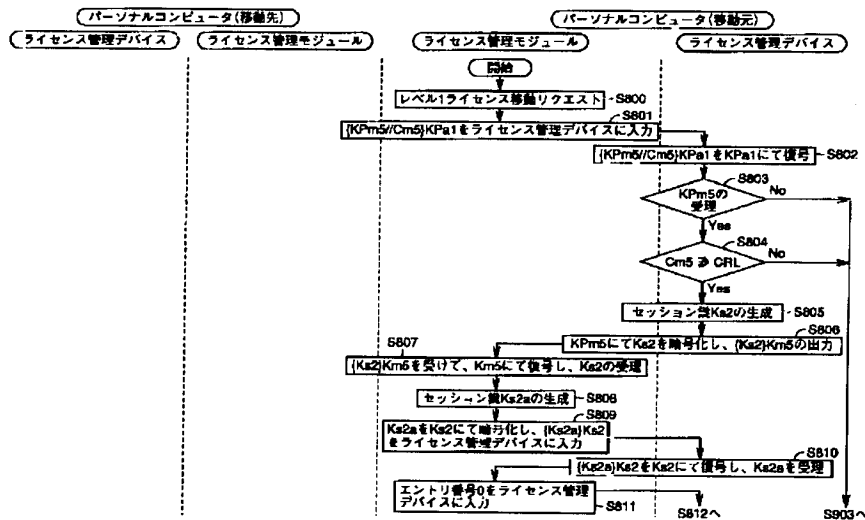 パーソナルコンピュータ(移動先)
パーソナルコンピュータ(移動元)
ライセンス管理デバイス
ライセンス管理モジュール
ライセンス管理モジュール
ライセンス管理デバイス
開始
レベル1ライセンス移動リクエスト
S800
S801
{KPm5//Cm5}KPa1をライセンス管理デバイスに入力
{KPm5//Cm5}KPa1をKPa1にて復号
S802
S803
KPm5の
受理
No
Yes
S804
Cm5 ∌ CRL
No
Yes
セッション鍵Ks2の生成
S805
S806
KPm5にてKs2を暗号化し、{Ks2}Km5の出力
S807
{Ks2}Km5を受けて、Km5にて復号し、Ks2の受理
セッション鍵Ks2aの生成
S808
S809
Ks2aをKs2にて暗号化し、{Ks2a}Ks2
をライセンス管理デバイスに入力
S810
{Ks2a}Ks2をKs2にて復号し、Ks2aを受理
エントリ番号0をライセンス管理
デバイスに入力
S811
S812へ
S903へ